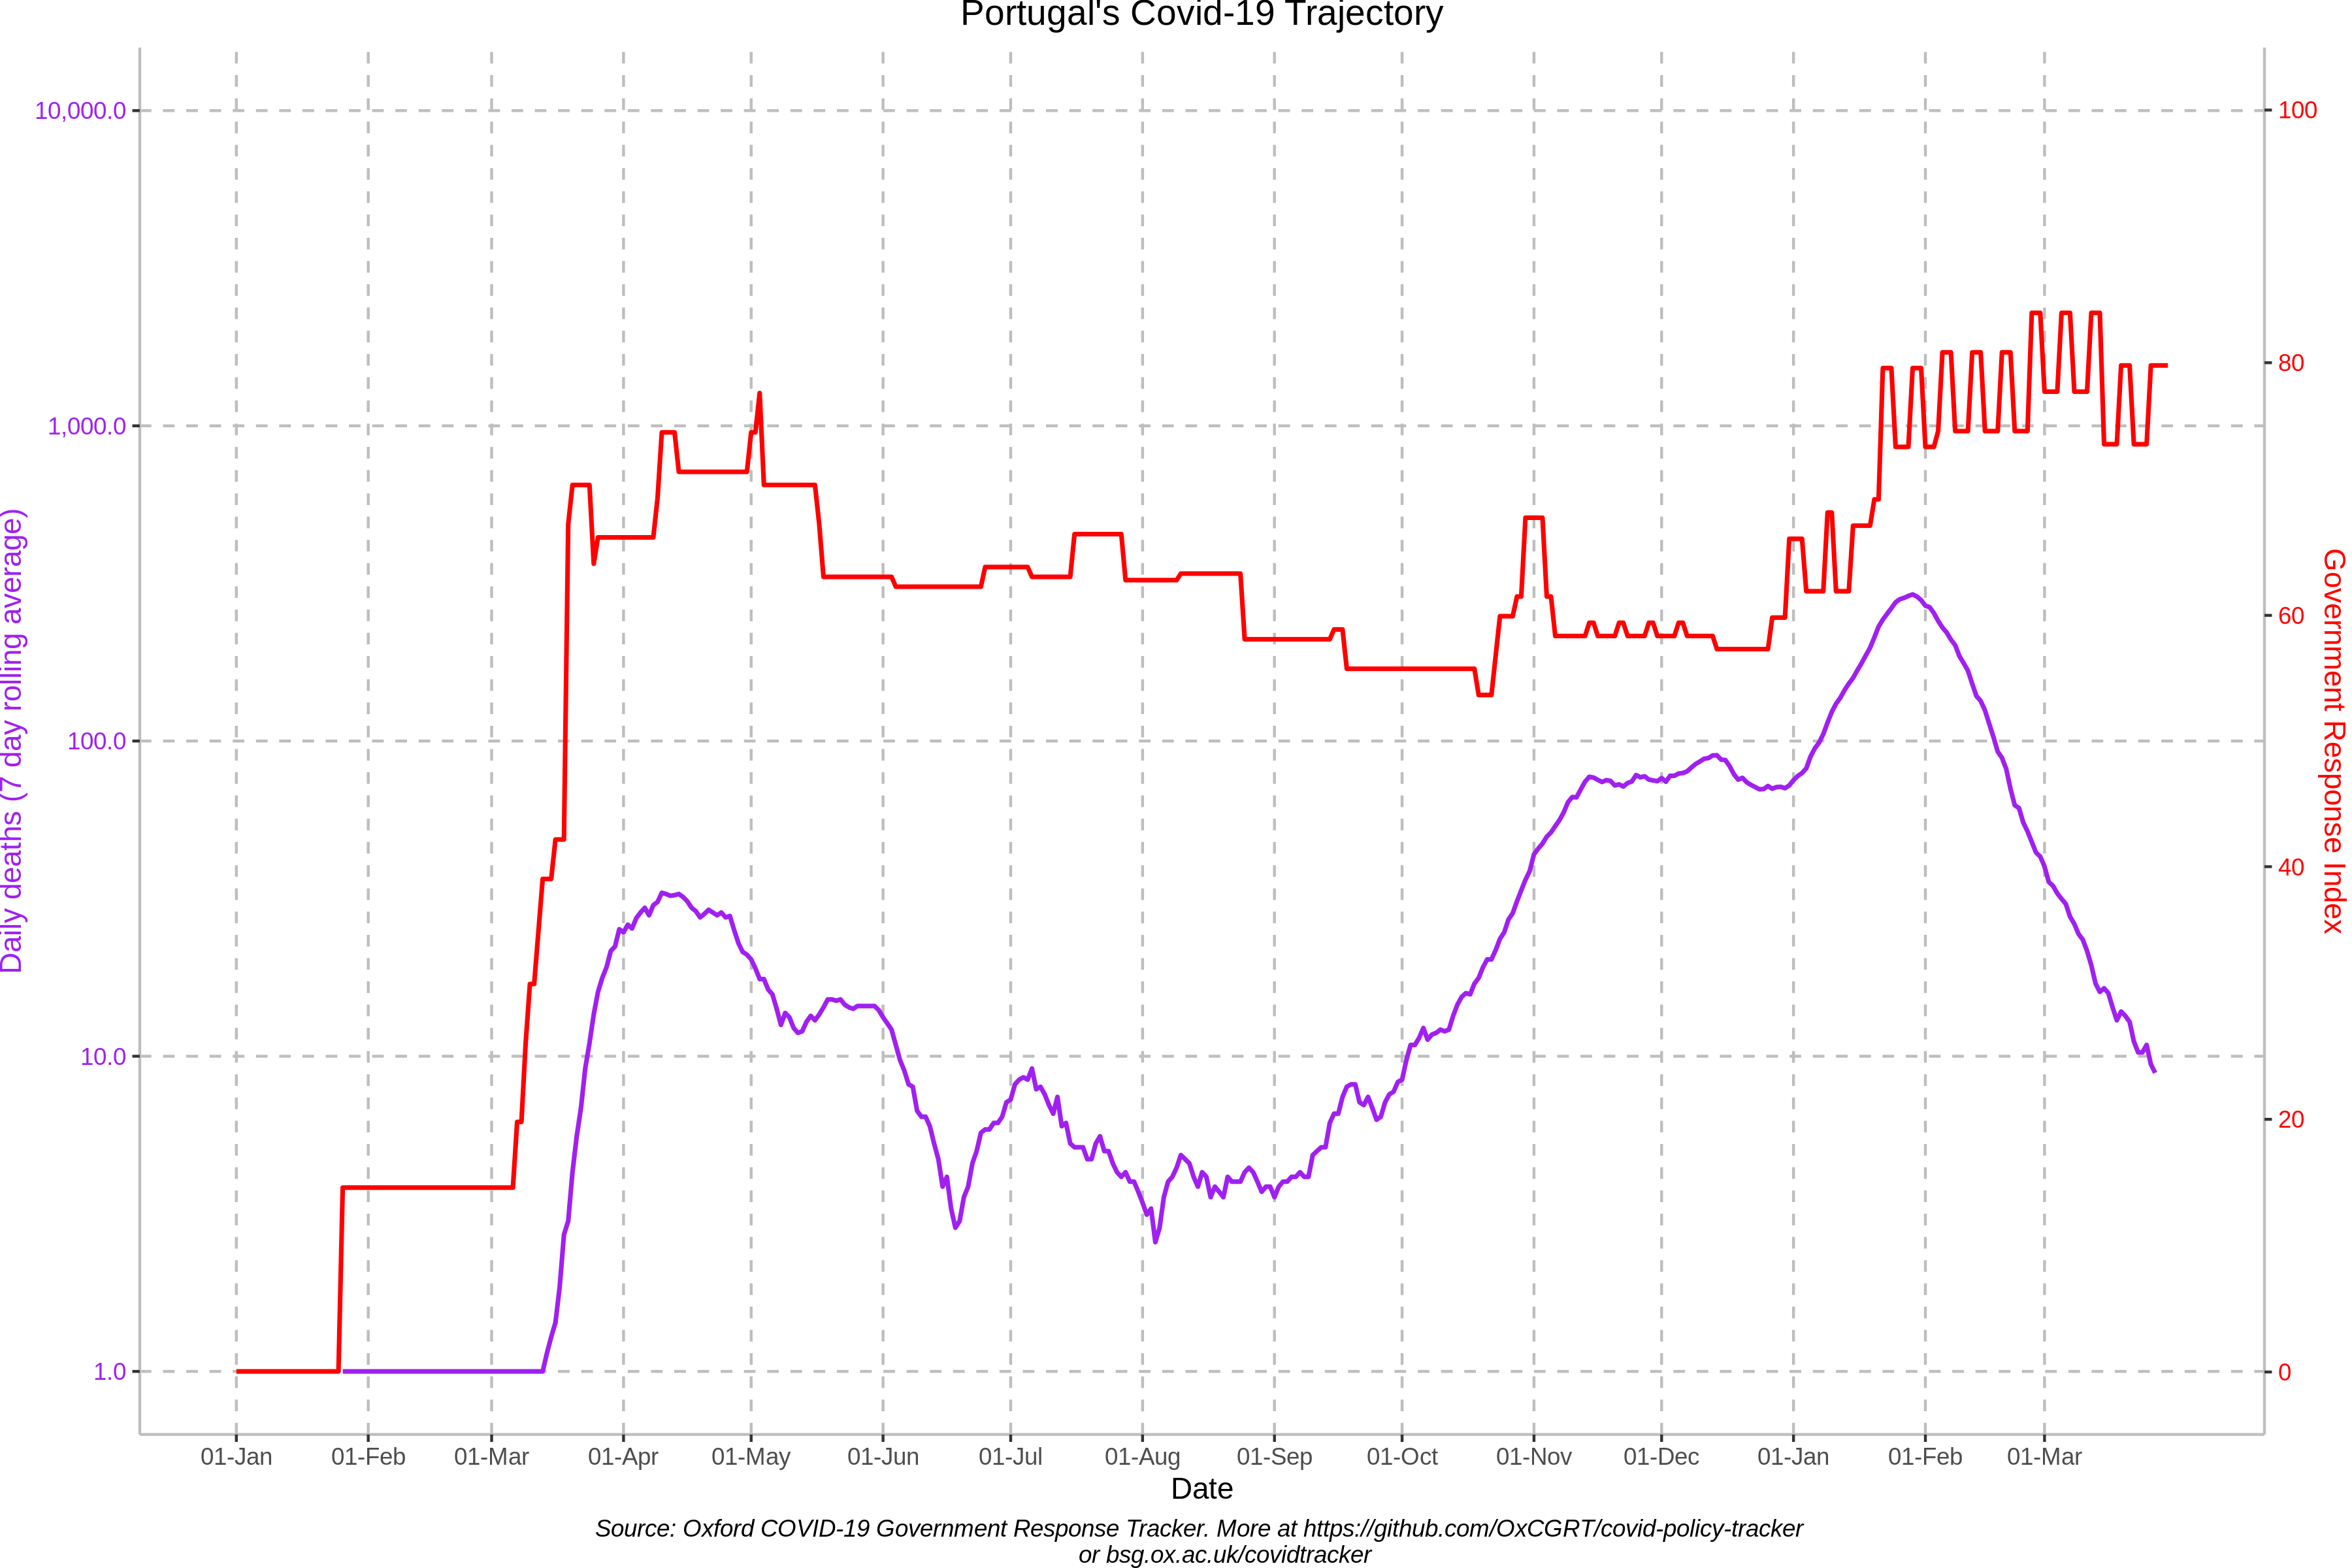 Portugal's Covid-19 Trajectory
10,000.0
1,000.0
100.0
10.0
1.0
Daily deaths (7 day rolling average)
100
80
60
40
20
0
Government Response Index
01-Jan 01-Feb 01-Mar 01-Apr 01-May 01-Jun 01-Jul 01-Aug 01-Sep 01-Oct 01-Nov 01-Dec 01-Jan 01-Feb 01-Mar
Date
Source: Oxford COVID-19 Government Response Tracker. More at https://github.com/OxCGRT/covid-policy-tracker
or bsg.ox.ac.uk/covidtracker